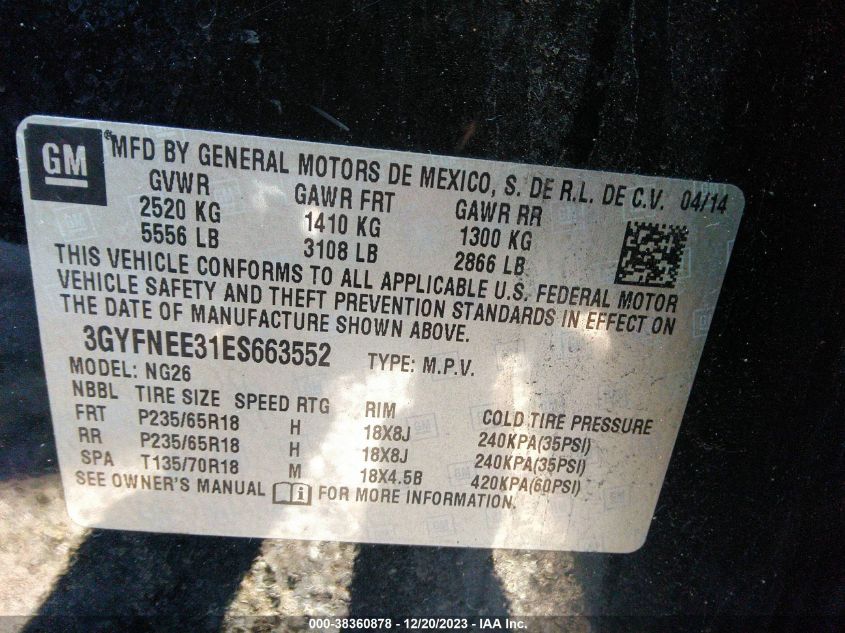 GM ® MFD BY GENERAL MOTORS DE MEXICO, S. DE R.L. DE C.V. 04/14
GVWR GAWR FRT GAWR RR
2520 KG 1410 KG 1300 KG
5556 LB 3108 LB 2866 LB
THIS VEHICLE CONFORMS TO ALL APPLICABLE U.S. FEDERAL MOTOR
VEHICLE SAFETY AND THEFT PREVENTION STANDARDS IN EFFECT ON
THE DATE OF MANUFACTURE SHOWN ABOVE.
3GYFNEE31ES663552 TYPE: M.P.V.
MODEL: NG26
NBBL TIRE SIZE SPEED RTG RIM COLD TIRE PRESSURE
FRT P235/65R18 H 18X8J 240KPA(35PSI)
RR P235/65R18 H 18X8J 240KPA(35PSI)
SPA T135/70R18 M 18X4.5B 420KPA(60PSI)
SEE OWNER'S MANUAL i FOR MORE INFORMATION.
000-38360878 - 12/20/2023 - IAA Inc.